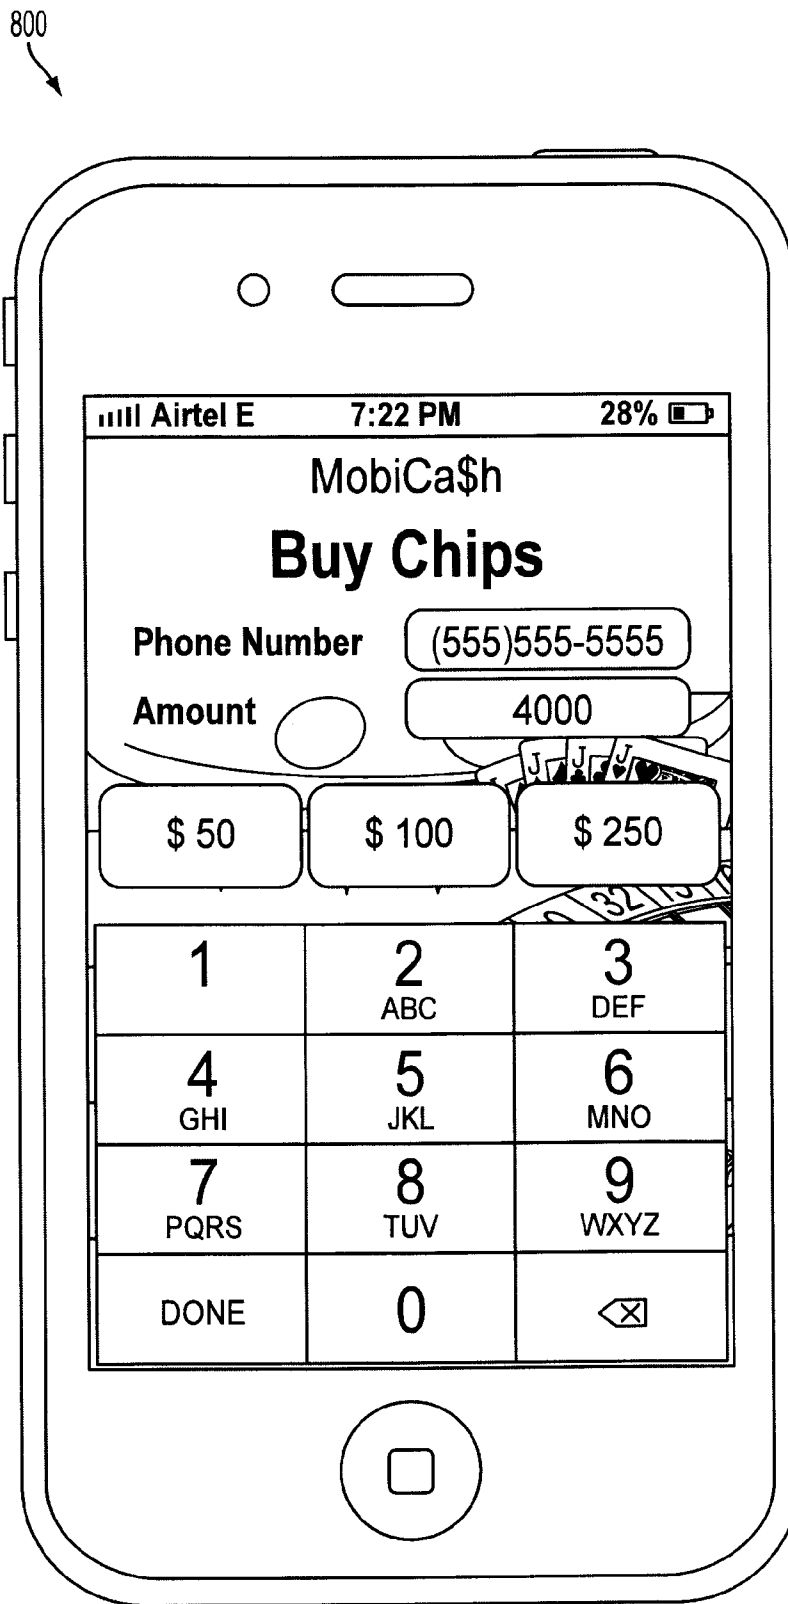 800
Airtel E 7:22 PM 28%
MobiCa$h
Buy Chips
Phone Number (555)555-5555
Amount 4000
J J J
$ 50 $ 100 $ 250
32 15
1 2 3
ABC DEF
4 5 6
GHI JKL MNO
7 8 9
PQRS TUV WXYZ
DONE 0